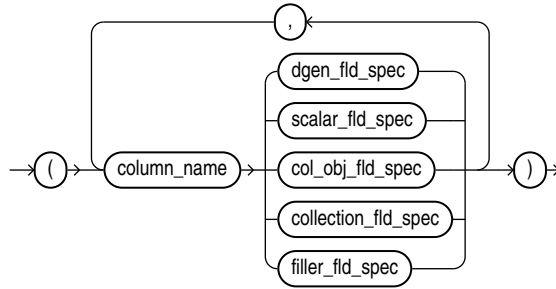 ,
dgen_fld_spec
scalar_fld_spec
( column_name col_obj_fld_spec )
collection_fld_spec
filler_fld_spec